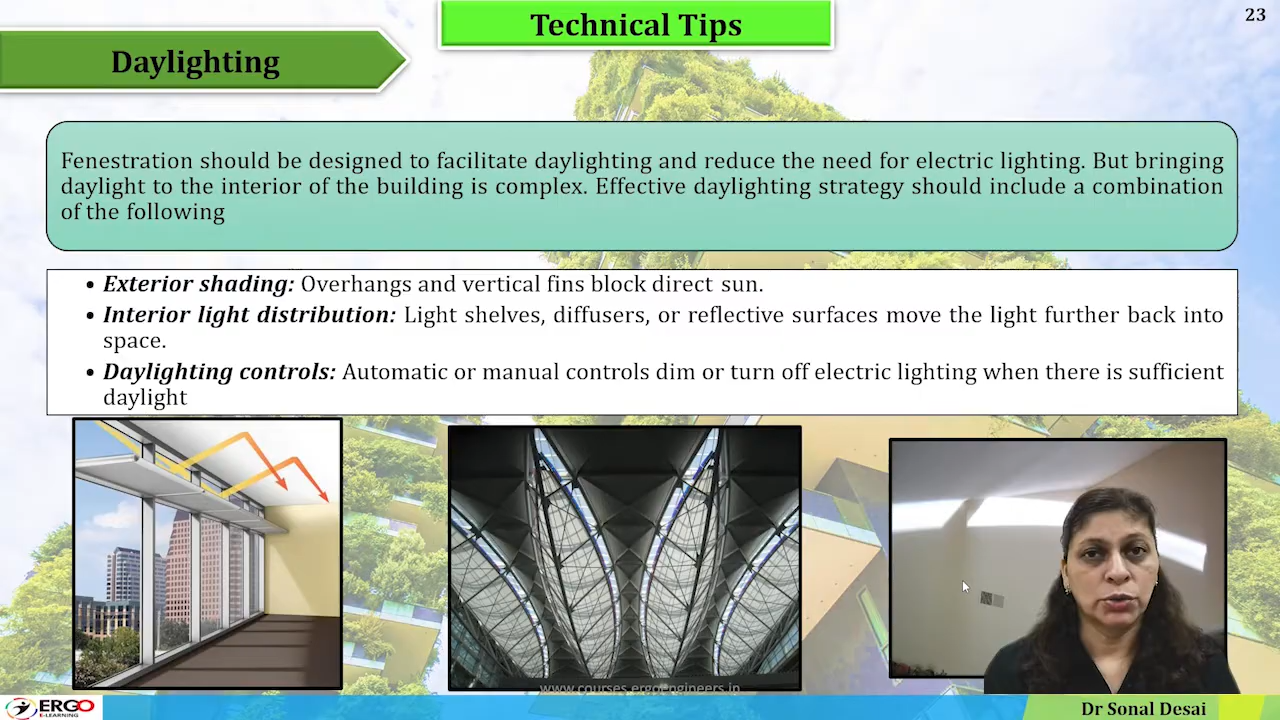 Technical Tips
23
Daylighting
Fenestration should be designed to facilitate daylighting and reduce the need for electric lighting. But bringing
daylight to the interior of the building is complex. Effective daylighting strategy should include a combination
of the following
• Exterior shading: Overhangs and vertical fins block direct sun.
• Interior light distribution: Light shelves, diffusers, or reflective surfaces move the light further back into
space.
• Daylighting controls: Automatic or manual controls dim or turn off electric lighting when there is sufficient
daylight
www.courses.ergoengineers.in
ERGO
E-LEARNING
Dr Sonal Desai